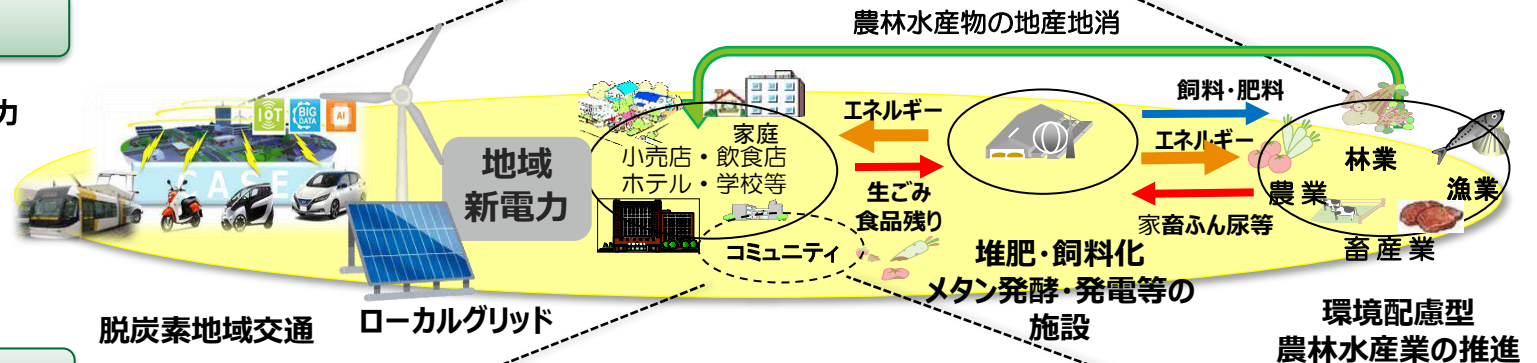 農林水産物の地産地消
力
IoT
BIG
DATA
AI
CASE
地域
新電力
家庭
小売店・飲食店
ホテル・学校等
コミュニティ
エネルギー
生ごみ
食品残り
飼料・肥料
エネルギー
家畜ふん尿等
林業
農業
漁業
畜産業
脱炭素地域交通
ローカルグリッド
堆肥・飼料化
メタン発酵・発電等の
施設
環境配慮型
農林水産業の推進